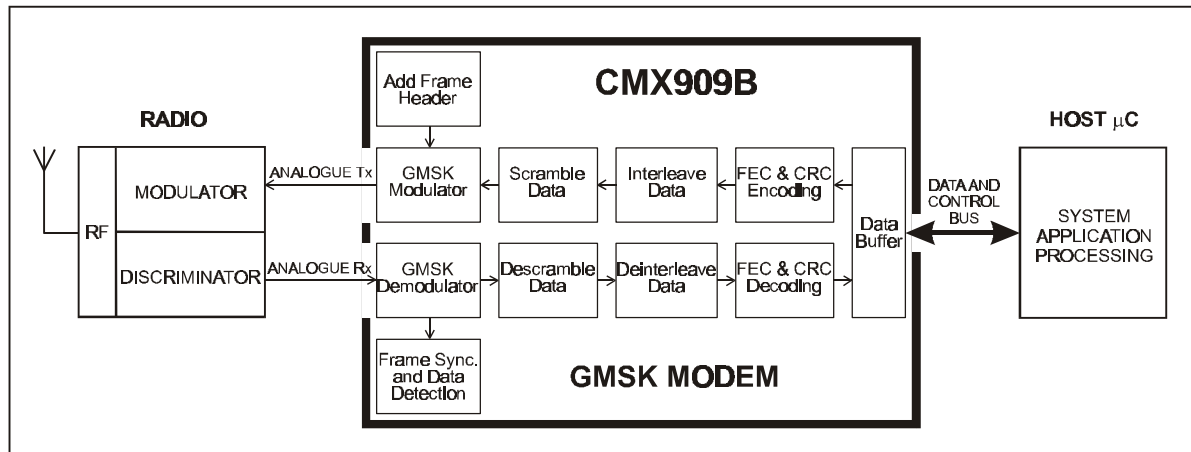 CMX909B
Add Frame
Header
RADIO
HOST µC
ANALOGUE Tx
MODULATOR
GMSK
Modulator
Scramble
Data
Interleave
Data
FEC & CRC
Encoding
DATA AND
CONTROL
BUS
RF
Data
Buffer
SYSTEM
APPLICATION
PROCESSING
ANALOGUE Rx
DISCRIMINATOR
GMSK
Demodulator
Descramble
Data
Deinterleave
Data
FEC & CRC
Decoding
Frame Sync.
and Data
Detection
GMSK MODEM